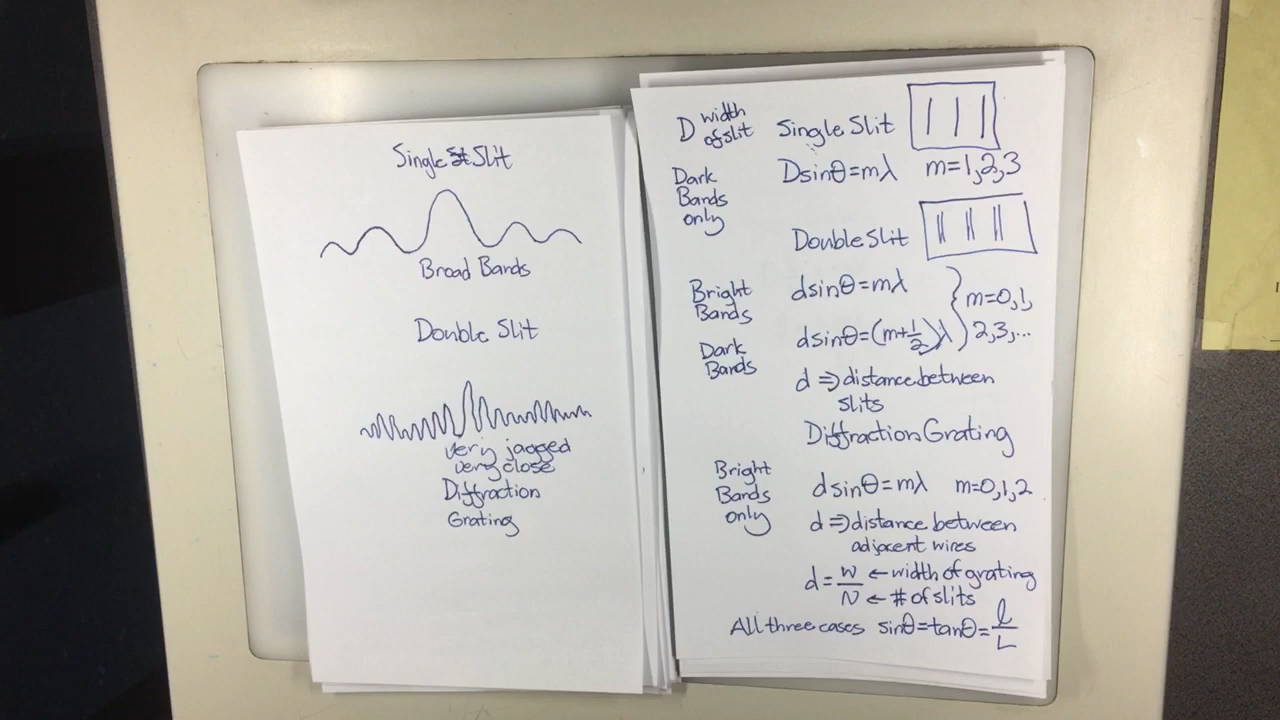 Single Slit
Broad Bands
Double Slit
very jagged
very close
Diffraction
Grating
D width
of slit
Single Slit
Dark
Bands
only
Dsinθ=mλ m=1,2,3
Double Slit
Bright
Bands
dsinθ=mλ
Dark
Bands
dsinθ=(m+1/2)λ
} m=0,1,
2,3,...
d ⇒ distance between
slits
Diffraction Grating
Bright
Bands
only
dsinθ=mλ m=0,1,2
d ⇒ distance between
adjacent wires
d = W/N
← width of grating
← # of slits
All three cases sinθ=tanθ=l/L